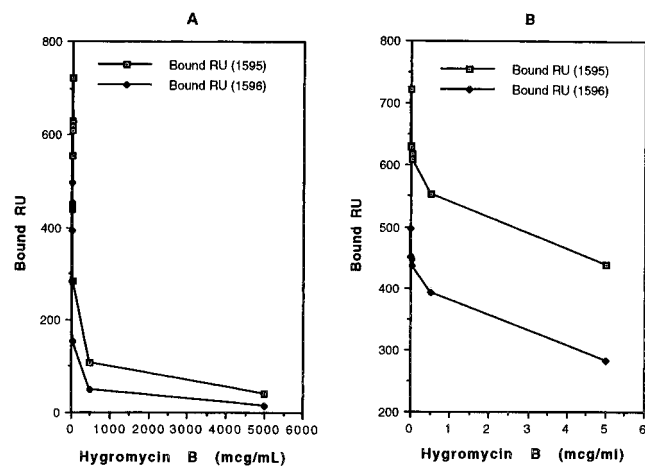 A
Bound RU
800
600
400
200
0
Bound RU (1595)
Bound RU (1596)
0 1000 2000 3000 4000 5000 6000
Hygromycin B (mcg/mL)
B
Bound RU
800
700
600
500
400
300
200
Bound RU (1595)
Bound RU (1596)
0 1 2 3 4 5 6
Hygromycin B (mcg/ml)